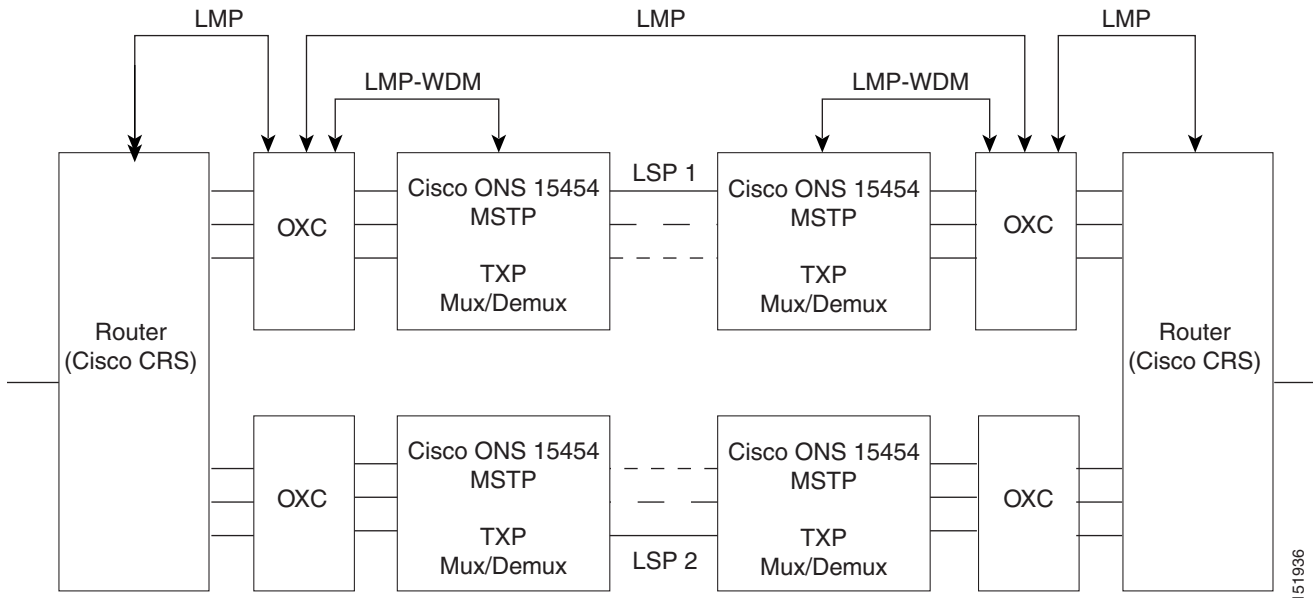 LMP
LMP
LMP
LMP-WDM
LMP-WDM
Router
(Cisco CRS)
OXC
Cisco ONS 15454
MSTP
TXP
Mux/Demux
LSP 1
Cisco ONS 15454
MSTP
TXP
Mux/Demux
OXC
Router
(Cisco CRS)
OXC
Cisco ONS 15454
MSTP
TXP
Mux/Demux
LSP 2
Cisco ONS 15454
MSTP
TXP
Mux/Demux
OXC
151936